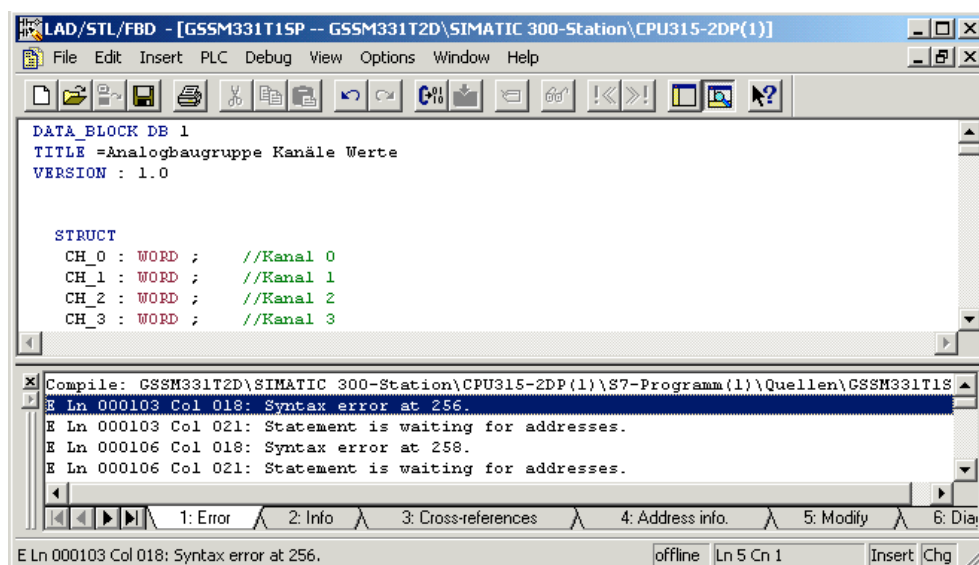 LAD/STL/FBD - [GSSM331T1SP -- GSSM331T2D\SIMATIC 300-Station\CPU315-2DP(1)]
File Edit Insert PLC Debug View Options Window Help
DATA_BLOCK DB 1
TITLE =Analogbaugruppe Kanäle Werte
VERSION : 1.0
STRUCT
CH_0 : WORD ; //Kanal 0
CH_1 : WORD ; //Kanal 1
CH_2 : WORD ; //Kanal 2
CH_3 : WORD ; //Kanal 3
Compile: GSSM331T2D\SIMATIC 300-Station\CPU315-2DP(1)\S7-Programm(1)\Quellen\GSSM331T1S
E Ln 000103 Col 018: Syntax error at 256.
E Ln 000103 Col 021: Statement is waiting for addresses.
E Ln 000106 Col 018: Syntax error at 258.
E Ln 000106 Col 021: Statement is waiting for addresses.
1: Error 2: Info 3: Cross-references 4: Address info. 5: Modify 6: Dia
E Ln 000103 Col 018: Syntax error at 256. offline Ln 5 Cn 1 Insert Chg